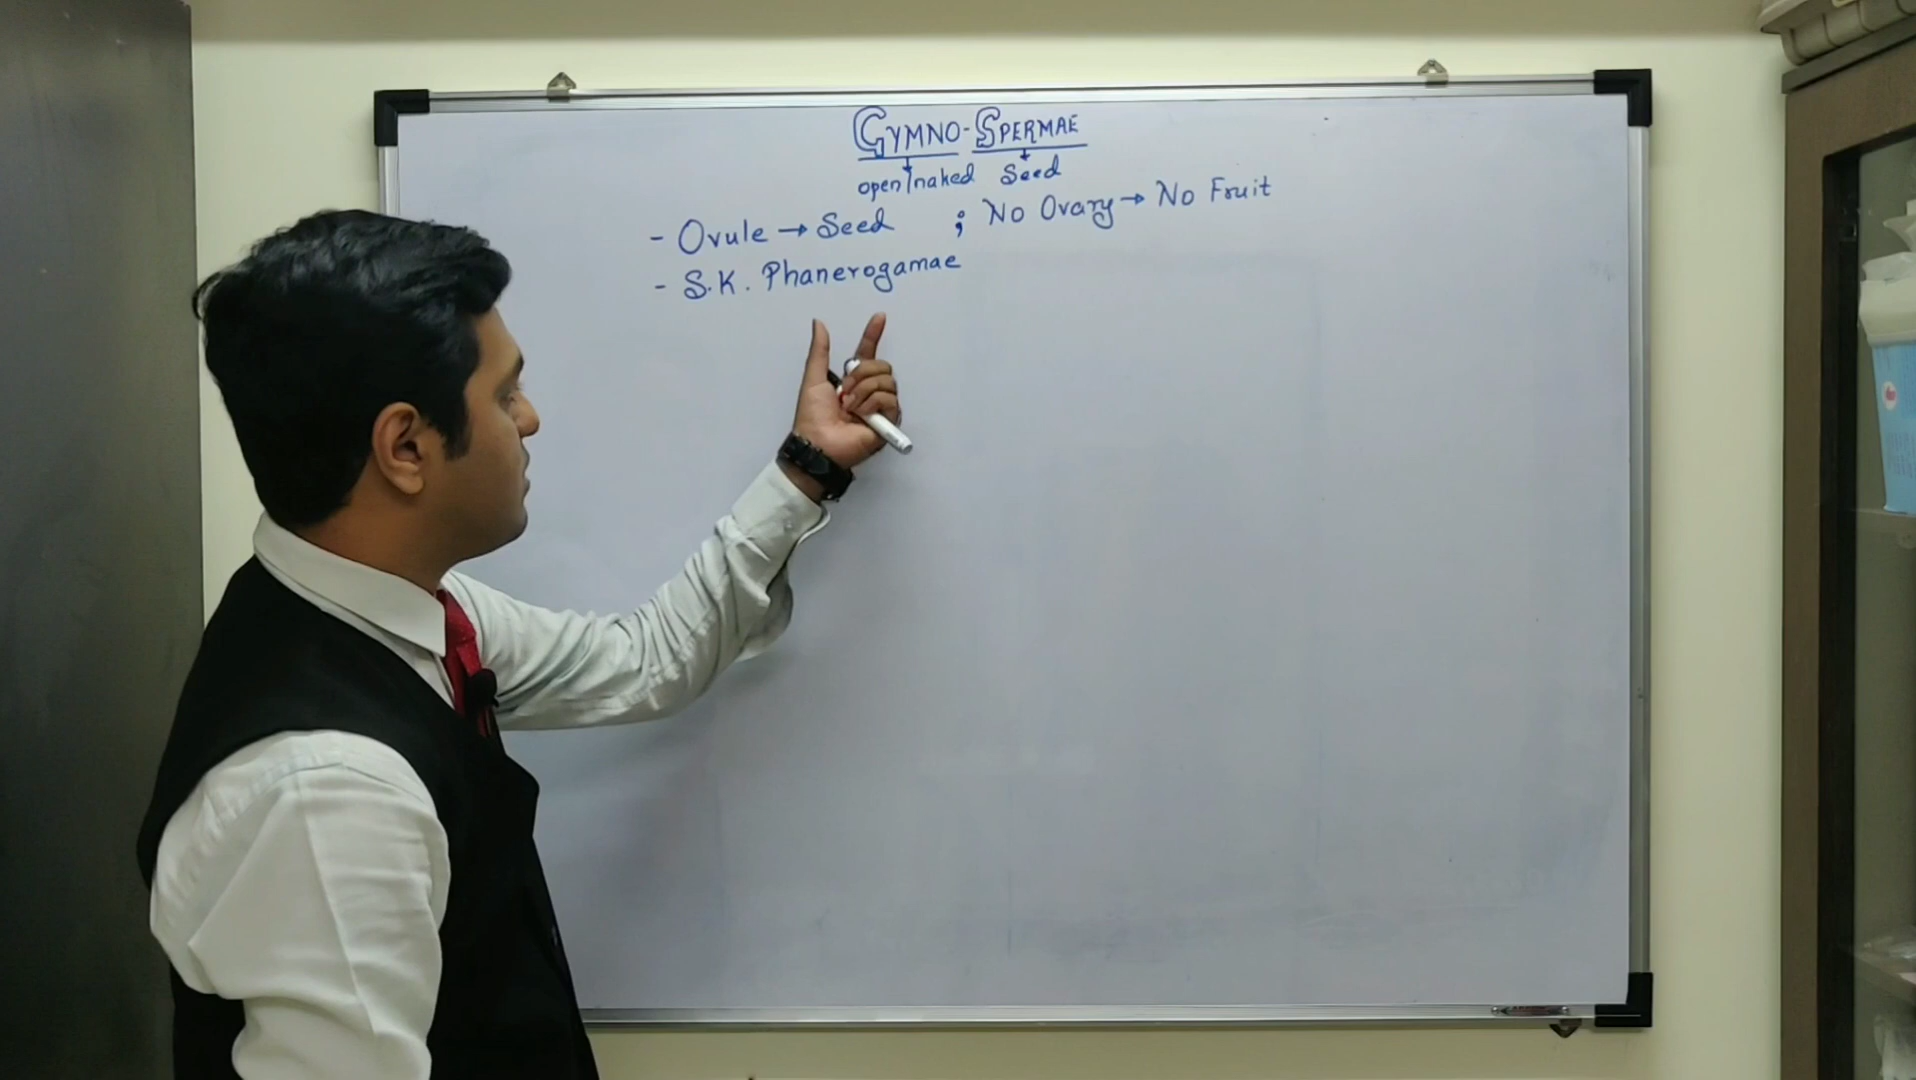 GYMNO-SPERMAE
open/naked Seed
- Ovule → Seed ; No Ovary → No Fruit
- S.K. Phanerogamae